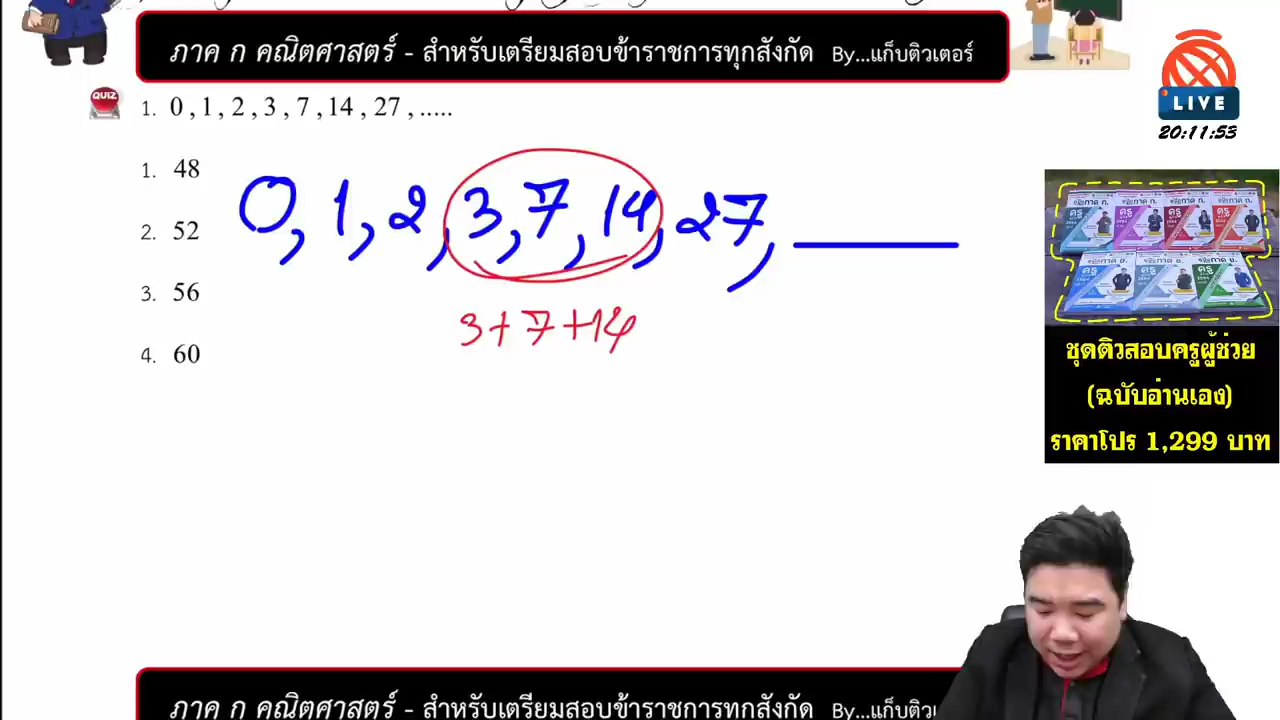 ภาค ก คณิตศาสตร์ - สำหรับเตรียมสอบข้าราชการทุกสังกัด By...แก็บติวเตอร์
LIVE
20:11:53
QUIZ
1. 0 , 1 , 2 , 3 , 7 , 14 , 27 , .....
1. 48
2. 52
3. 56
4. 60
0, 1, 2, 3, 7, 14, 27,
3+7+14
ชุดติวสอบครูผู้ช่วย
(ฉบับอ่านเอง)
ราคาโปร 1,299 บาท
ภาค ก คณิตศาสตร์ - สำหรับเตรียมสอบข้าราชการทุกสังกัด By...แก็บติว